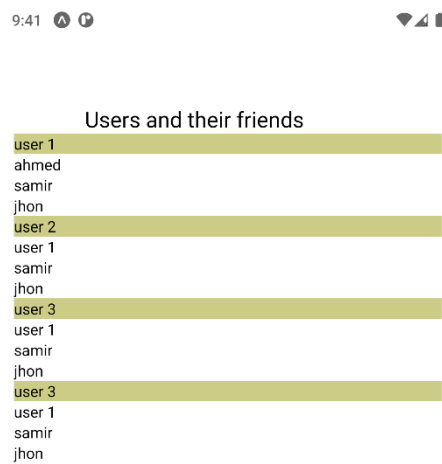 9:41
Users and their friends
user 1
ahmed
samir
jhon
user 2
user 1
samir
jhon
user 3
user 1
samir
jhon
user 3
user 1
samir
jhon